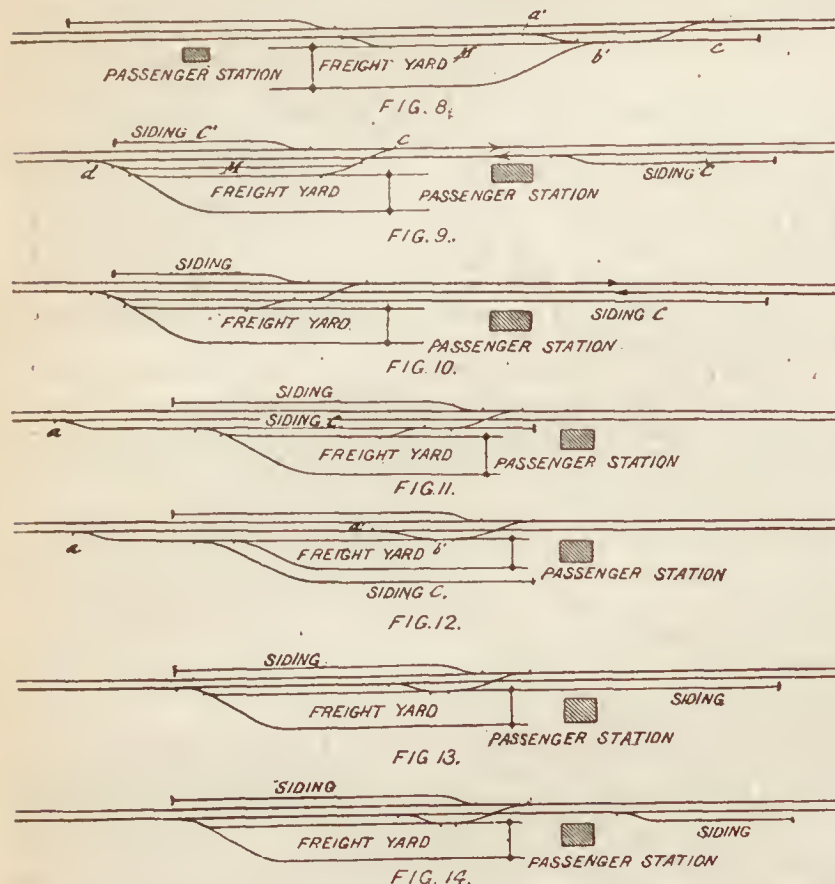 a'
M
b'
c
FREIGHT YARD
PASSENGER STATION
FIG. 8.
SIDING C'
c
d
M
SIDING C
FREIGHT YARD
PASSENGER STATION
FIG. 9.
SIDING
SIDING C
FREIGHT YARD
PASSENGER STATION
FIG. 10.
SIDING
a
SIDING C
FREIGHT YARD
PASSENGER STATION
FIG. 11.
SIDING
a'
a
FREIGHT YARD
b'
PASSENGER STATION
SIDING C.
FIG. 12.
SIDING
SIDING
FREIGHT YARD
PASSENGER STATION
FIG 13.
SIDING
SIDING
FREIGHT YARD
PASSENGER STATION
FIG. 14.